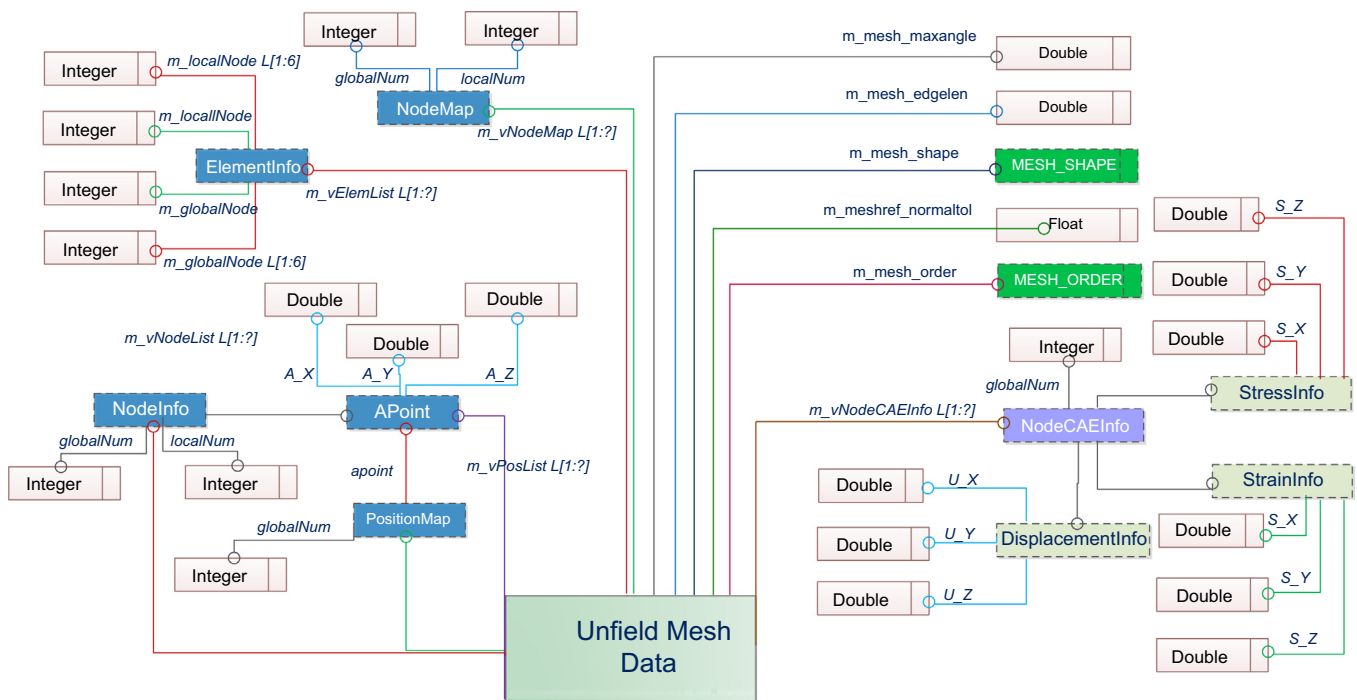 Integer
Integer
m_mesh_maxangle
Double
m_localNode L[1:6]
Integer
globalNum
localNum
NodeMap
m_mesh_edgelen
Double
m_locallNode
Integer
m_vNodeMap L[1:?]
ElementInfo
m_mesh_shape
MESH_SHAPE
Integer
m_vElemList L[1:?]
m_globalNode
m_meshref_normaltol
Float
Double
S_Z
Integer
m_globalNode L[1:6]
m_mesh_order
MESH_ORDER
Double
S_Y
Double
Double
m_vNodeList L[1:?]
Double
Integer
Double
S_X
A_X
A_Y
A_Z
globalNum
StressInfo
NodeInfo
APoint
m_vNodeCAEInfo L[1:?]
NodeCAEInfo
globalNum
localNum
apoint
m_vPosList L[1:?]
Integer
Integer
Double
U_X
StrainInfo
PositionMap
globalNum
Double
S_X
Double
U_Y
DisplacementInfo
Integer
Double
S_Y
Double
U_Z
Unfield Mesh
Data
Double
S_Z